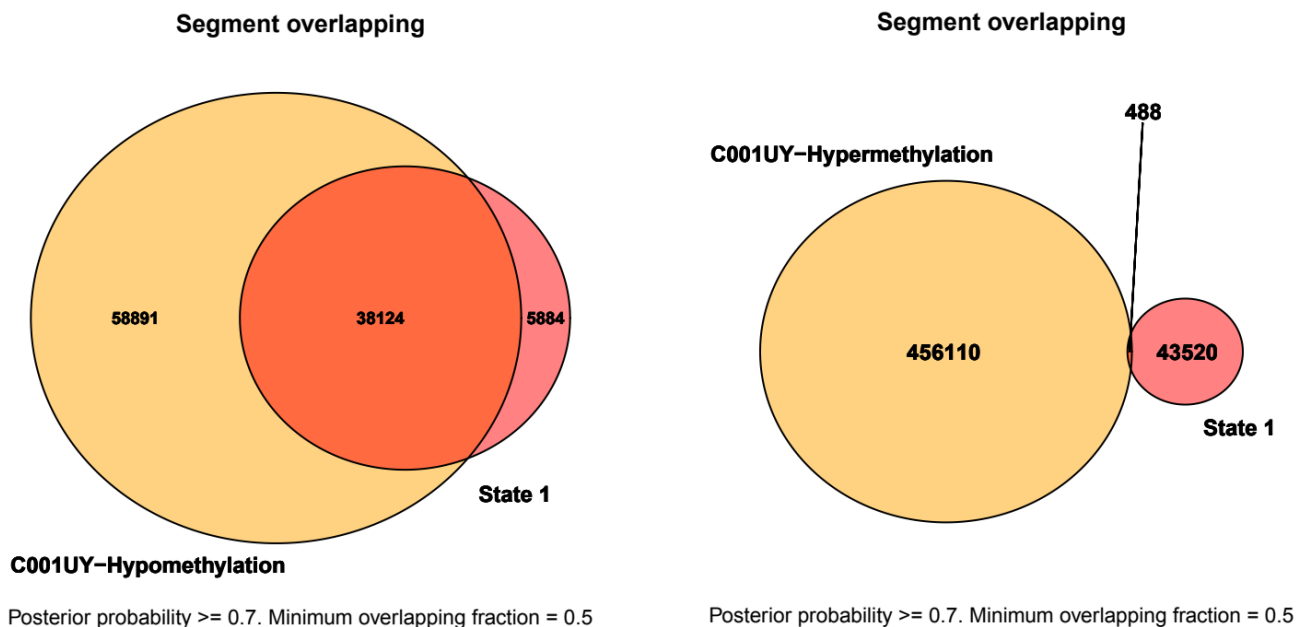 Segment overlapping
58891
38124
5884
State 1
C001UY−Hypomethylation
Posterior probability >= 0.7. Minimum overlapping fraction = 0.5
Segment overlapping
488
C001UY−Hypermethylation
456110
43520
State 1
Posterior probability >= 0.7. Minimum overlapping fraction = 0.5